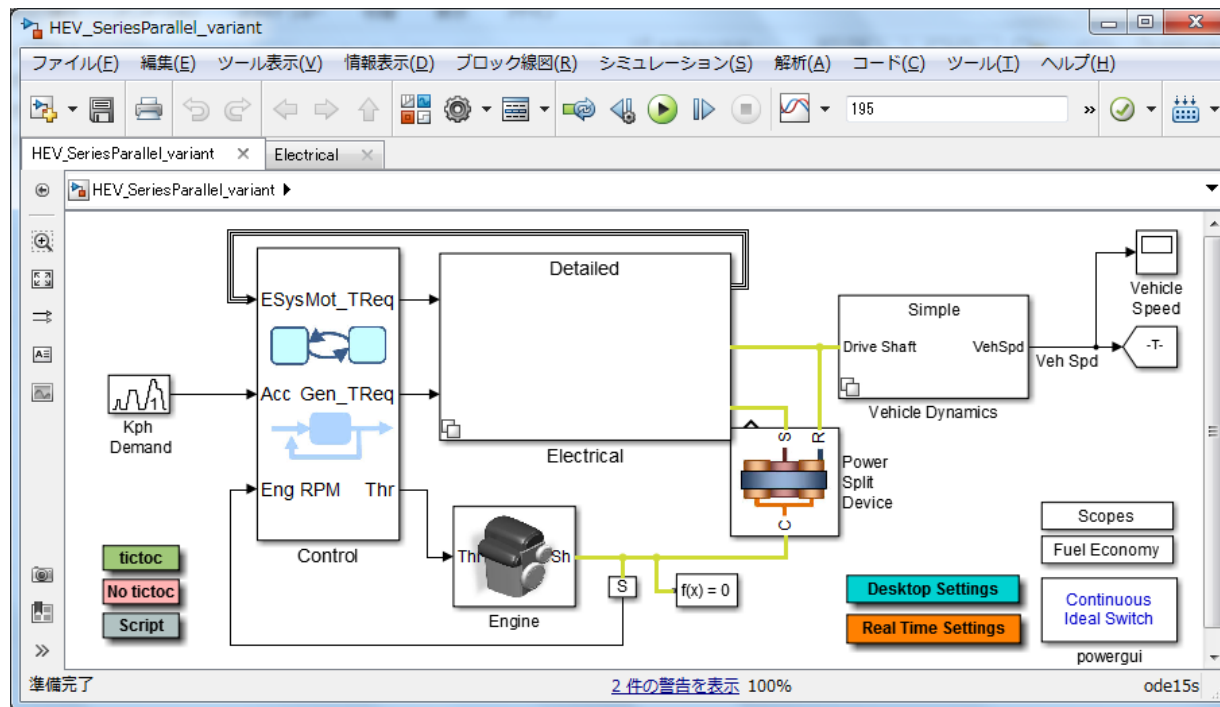 HEV_SeriesParallel_variant
ファイル(F) 編集(E) ツール表示(V) 情報表示(D) ブロック線図(R) シミュレーション(S) 解析(A) コード(C) ツール(T) ヘルプ(H)
195
HEV_SeriesParallel_variant
Electrical
HEV_SeriesParallel_variant
Kph
Demand
ESys
Mot_TReq
Acc
Gen_TReq
Eng RPM
Thr
Control
Detailed
Electrical
Thr
Sh
Engine
S
f(x) = 0
S
R
C
Power
Split
Device
Simple
Drive Shaft
VehSpd
Vehicle Dynamics
Veh Spd
Vehicle
Speed
-T-
tictoc
No tictoc
Script
Desktop Settings
Real Time Settings
Scopes
Fuel Economy
Continuous
Ideal Switch
powergui
準備完了
2 件の警告を表示 100%
ode15s